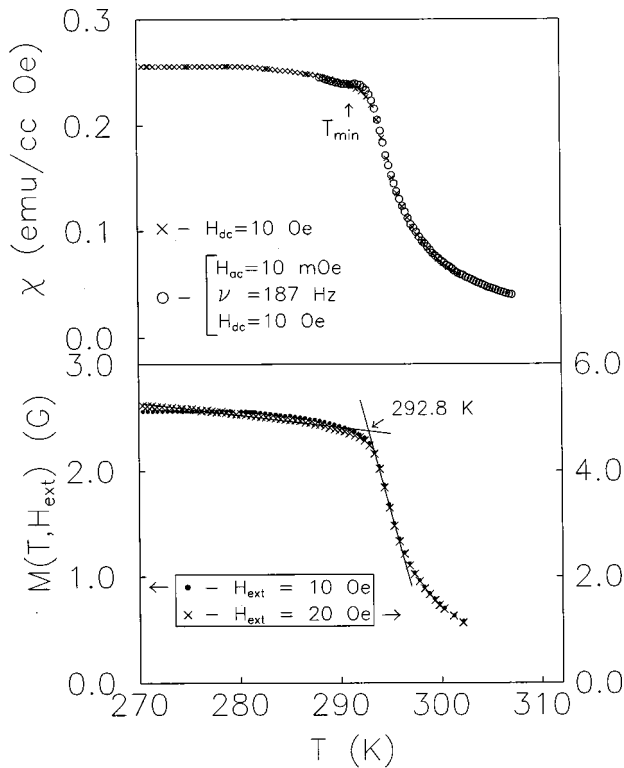 0.3
0.2
0.1
0.0
χ (emu/cc Oe)
T_min
× – H_dc=10 Oe
H_ac=10 mOe
○ – ν =187 Hz
H_dc=10 Oe
3.0
2.0
1.0
0.0
M(T,H_ext) (G)
6.0
4.0
2.0
0.0
292.8 K
← • – H_ext = 10 Oe
× – H_ext = 20 Oe →
270 280 290 300 310
T (K)